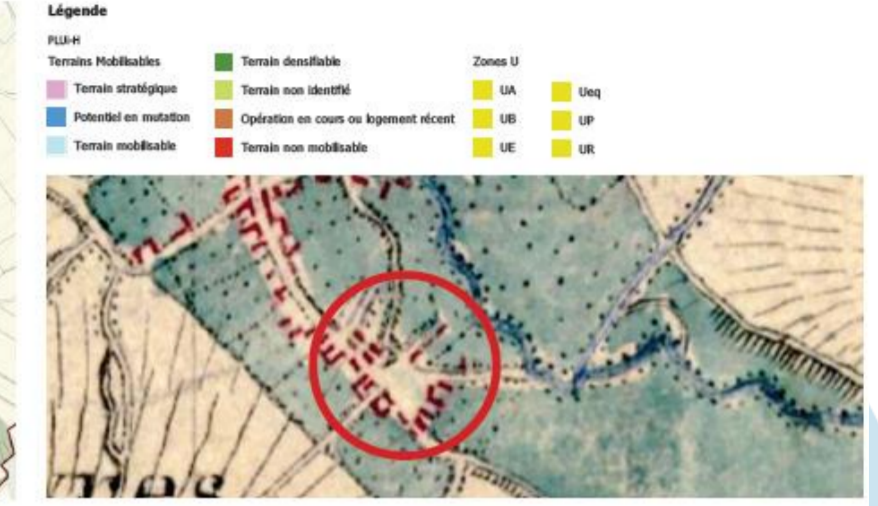 Légende
PLUi-H
Terrains Mobilisables
Terrain stratégique
Potentiel en mutation
Terrain mobilisable
Terrain densifiable
Terrain non identifié
Opération en cours ou logement récent
Terrain non mobilisable
Zones U
UA
UB
UE
Ueq
UP
UR